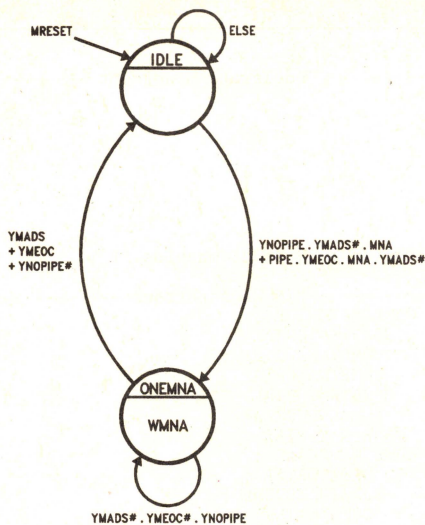 MRESET
ELSE
IDLE
YMADS
+ YMEOC
+ YNOPIPE#
YNOPIPE . YMADS# . MNA
+ PIPE . YMEOC . MNA . YMADS#
ONEMNA
WMNA
YMADS# . YMEOC# . YNOPIPE